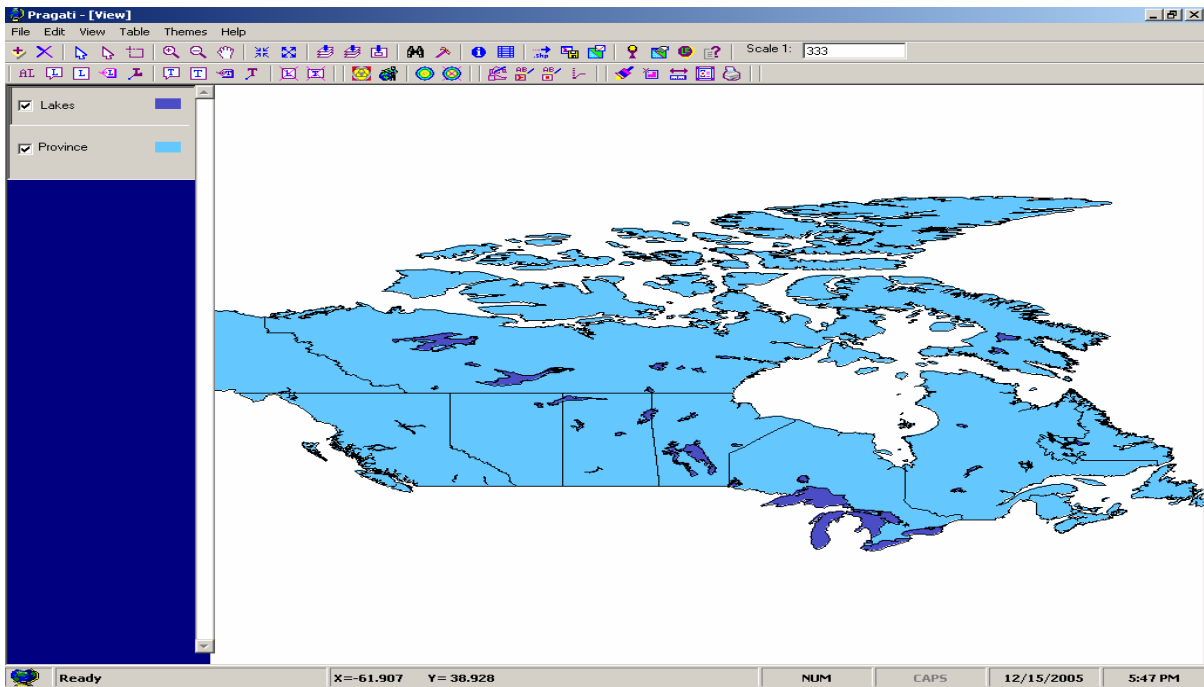 Pragati - [View]
File Edit View Table Themes Help
Scale 1: 333
AL L L L T T T
Lakes
Province
Ready X=-61.907 Y= 38.928 NUM CAPS 12/15/2005 5:47 PM